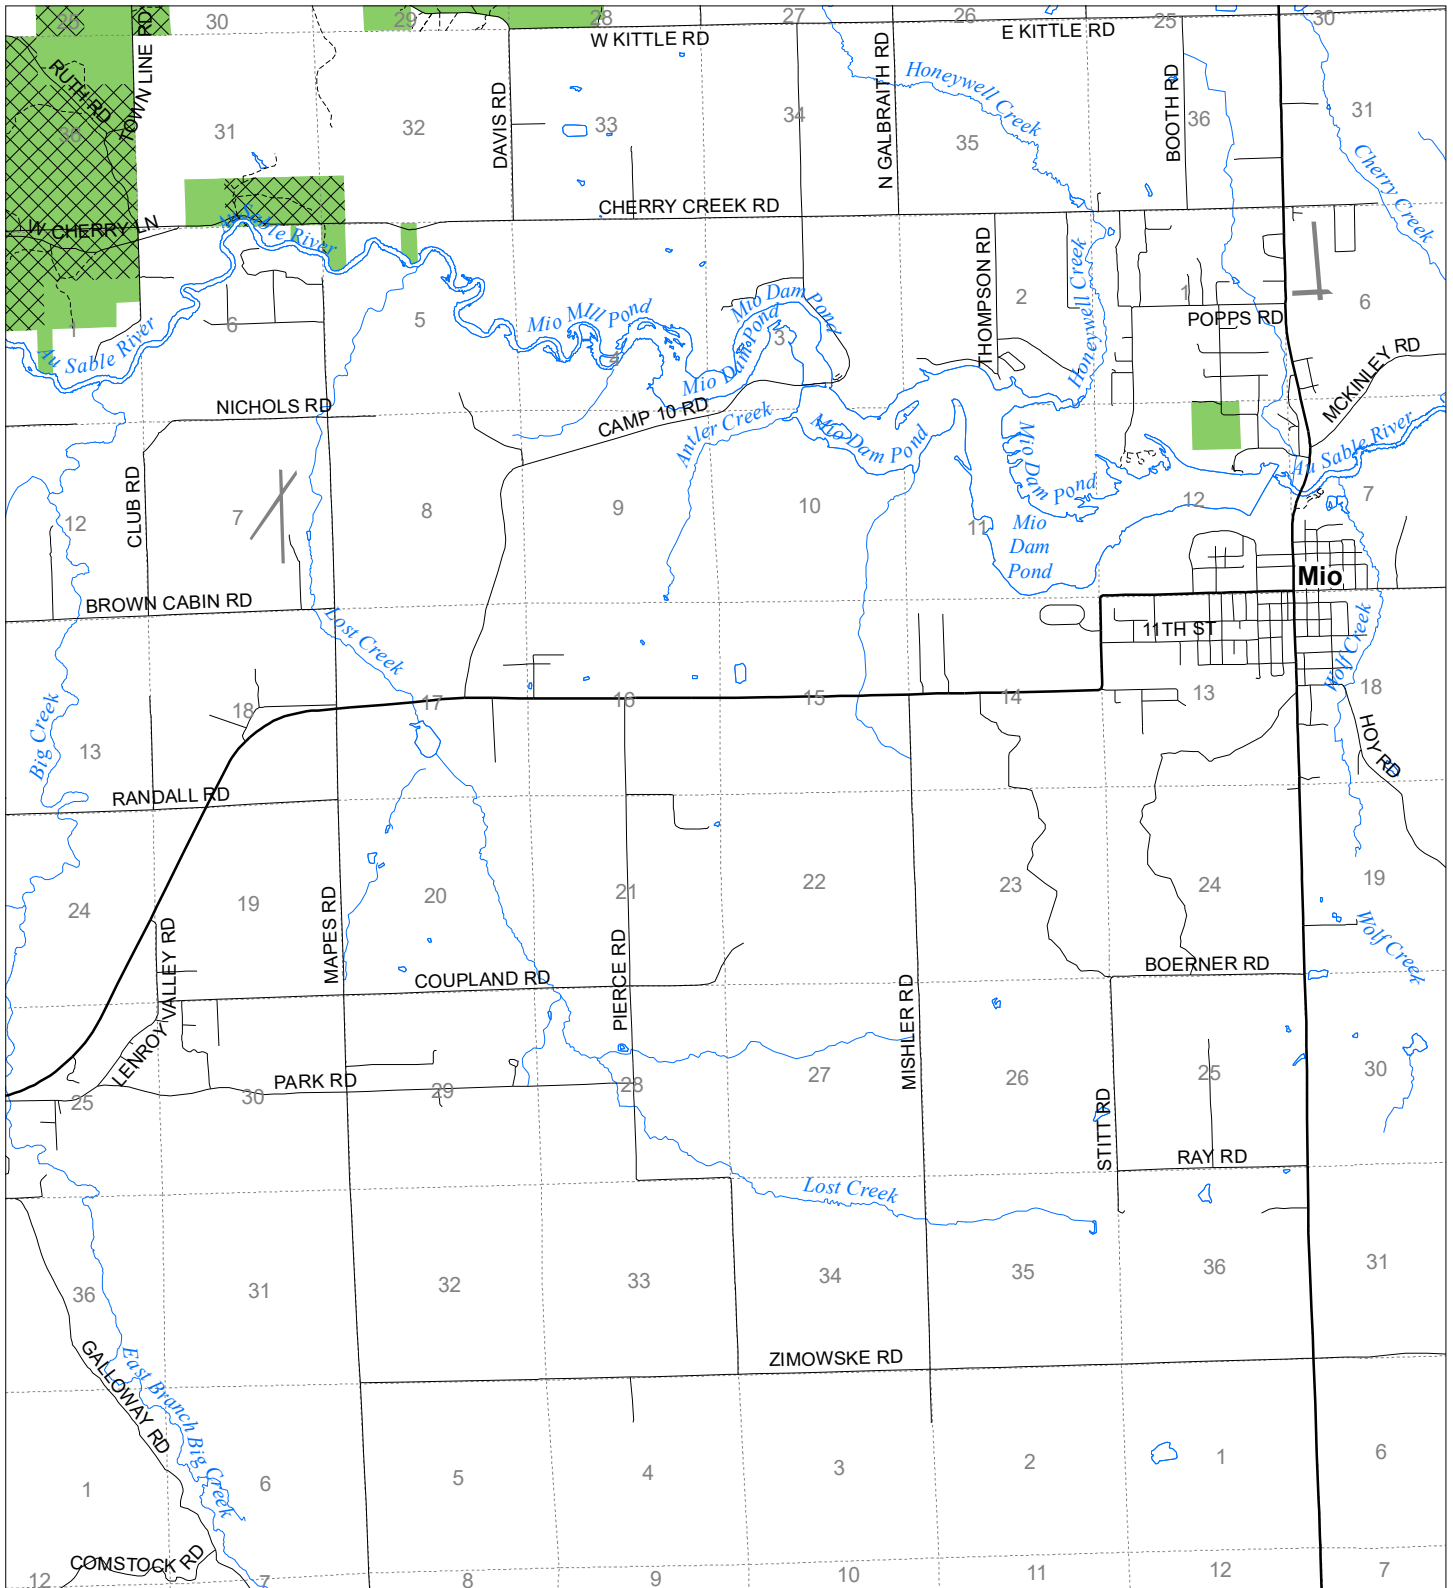 25
30
29
28
27
26
25
30
TOWN LINE RD
W KITTLE RD
E KITTLE RD
RUTH RD
DAVIS RD
N GALBRAITH RD
Honeywell Creek
BOOTH RD
36
31
32
33
34
35
36
31
Cherry Creek
CHERRY CREEK RD
W CHERRY LN
Au Sable River
THOMPSON RD
Honeywell Creek
1
6
5
Mio MIll Pond
4
Mio Dam Pond
Mio Dam Pond
3
2
1
6
POPPS RD
Au Sable River
MCKINLEY RD
NICHOLS RD
CAMP 10 RD
Antler Creek
Mio Dam Pond
Mio Dam Pond
Au Sable River
CLUB RD
12
7
8
9
10
11
Mio
Dam
Pond
12
7
Mio
BROWN CABIN RD
Lost Creek
11TH ST
Wolf Creek
Big Creek
13
18
17
16
15
14
13
18
HOY RD
RANDALL RD
24
19
20
21
22
23
24
19
LENROY VALLEY RD
MAPES RD
COUPLAND RD
PIERCE RD
MISHLER RD
BOERNER RD
Wolf Creek
PARK RD
25
30
29
28
27
26
25
30
STITT RD
RAY RD
Lost Creek
36
31
32
33
34
35
36
31
GALLOWAY RD
East Branch Big Creek
ZIMOWSKE RD
1
6
5
4
3
2
1
6
COMSTOCK RD
12
7
8
9
10
11
12
7